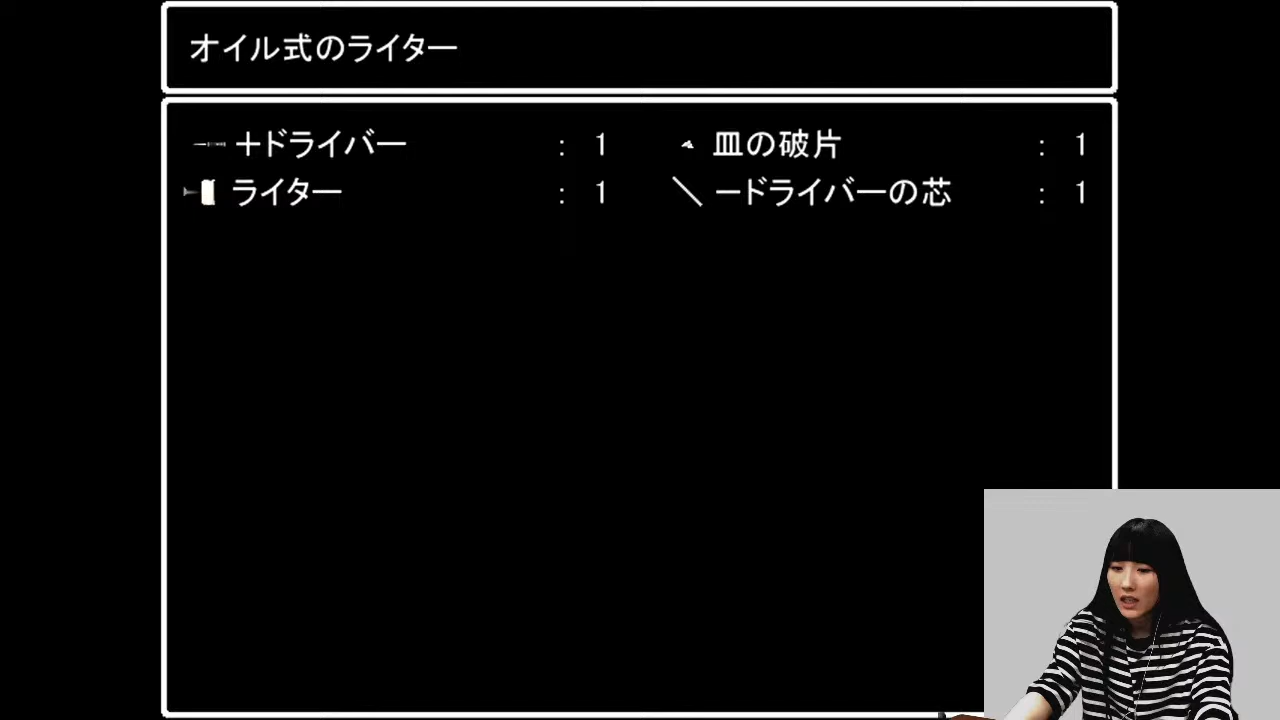 オイル式のライター
＋ドライバー : 1 皿の破片 : 1
ライター : 1 －ドライバーの芯 : 1